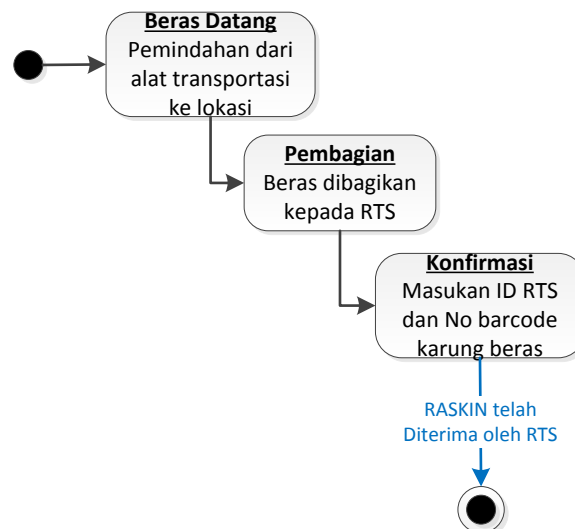 Beras Datang
Pemindahan dari
alat transportasi
ke lokasi
Pembagian
Beras dibagikan
kepada RTS
Konfirmasi
Masukan ID RTS
dan No barcode
karung beras
RASKIN telah
Diterima oleh RTS